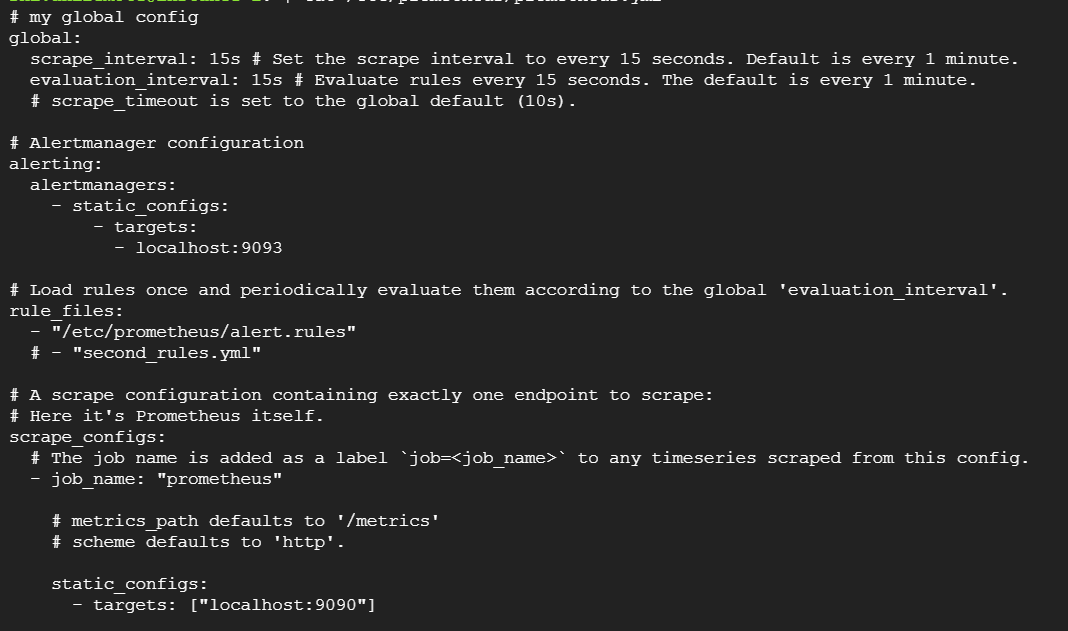 # my global config
global:
  scrape_interval: 15s # Set the scrape interval to every 15 seconds. Default is every 1 minute.
  evaluation_interval: 15s # Evaluate rules every 15 seconds. The default is every 1 minute.
  # scrape_timeout is set to the global default (10s).

# Alertmanager configuration
alerting:
  alertmanagers:
    - static_configs:
        - targets:
          - localhost:9093

# Load rules once and periodically evaluate them according to the global 'evaluation_interval'.
rule_files:
  - "/etc/prometheus/alert.rules"
  # - "second_rules.yml"

# A scrape configuration containing exactly one endpoint to scrape:
# Here it's Prometheus itself.
scrape_configs:
  # The job name is added as a label `job=<job_name>` to any timeseries scraped from this config.
  - job_name: "prometheus"

    # metrics_path defaults to '/metrics'
    # scheme defaults to 'http'.

    static_configs:
      - targets: ["localhost:9090"]